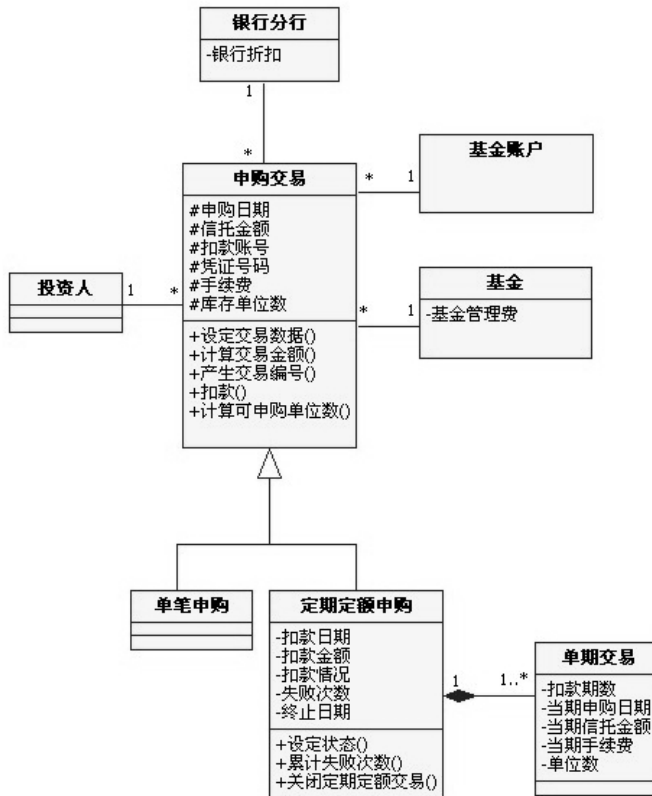 银行分行
-银行折扣
1
*
申购交易
#申购日期
#信托金额
#扣款账号
#凭证号码
#手续费
#库存单位数
+设定交易数据()
+计算交易金额()
+产生交易编号()
+扣款()
+计算可申购单位数()
* 1
基金账户
* 1
基金
-基金管理费
投资人
1 *
单笔申购
定期定额申购
-扣款日期
-扣款金额
-扣款情况
-失败次数
-终止日期
+设定状态()
+累计失败次数()
+关闭定期定额交易()
1 1..*
单期交易
-扣款期数
-当期申购日期
-当期信托金额
-当期手续费
-单位数